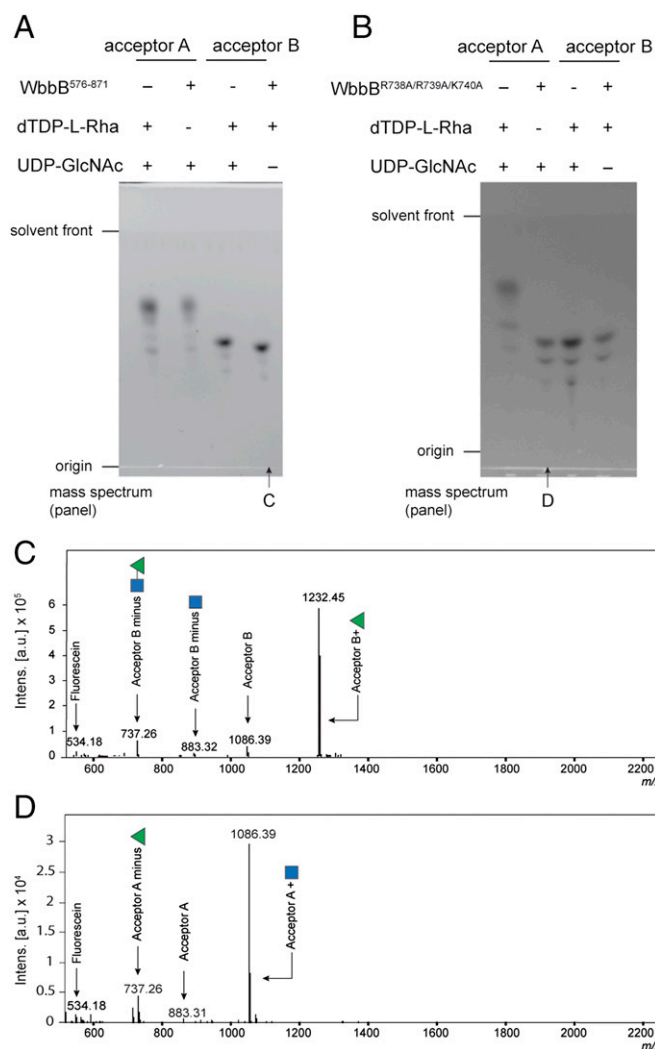 A
acceptor A acceptor B
WbbB576-871 – + - +
dTDP-L-Rha + - + +
UDP-GlcNAc + + + –
solvent front
origin
mass spectrum
(panel)
C
B
acceptor A acceptor B
WbbBR738A/R739A/K740A – + - +
dTDP-L-Rha + - + +
UDP-GlcNAc + + + –
solvent front
origin
mass spectrum
(panel)
D
C
Intens. [a.u.] x 10⁵
6
5
4
3
2
1
0
Fluorescein
534.18
Acceptor B minus
737.26
Acceptor B minus
883.32
Acceptor B
1086.39
1232.45
Acceptor B+
600 800 1000 1200 1400 1600 1800 2000 2200
m/
D
Intens. [a.u.] x 10⁴
3
2.5
2
1.5
1
0.5
0
Fluorescein
534.18
Acceptor A minus
737.26
Acceptor A
883.31
1086.39
Acceptor A +
600 800 1000 1200 1400 1600 1800 2000 2200
m/